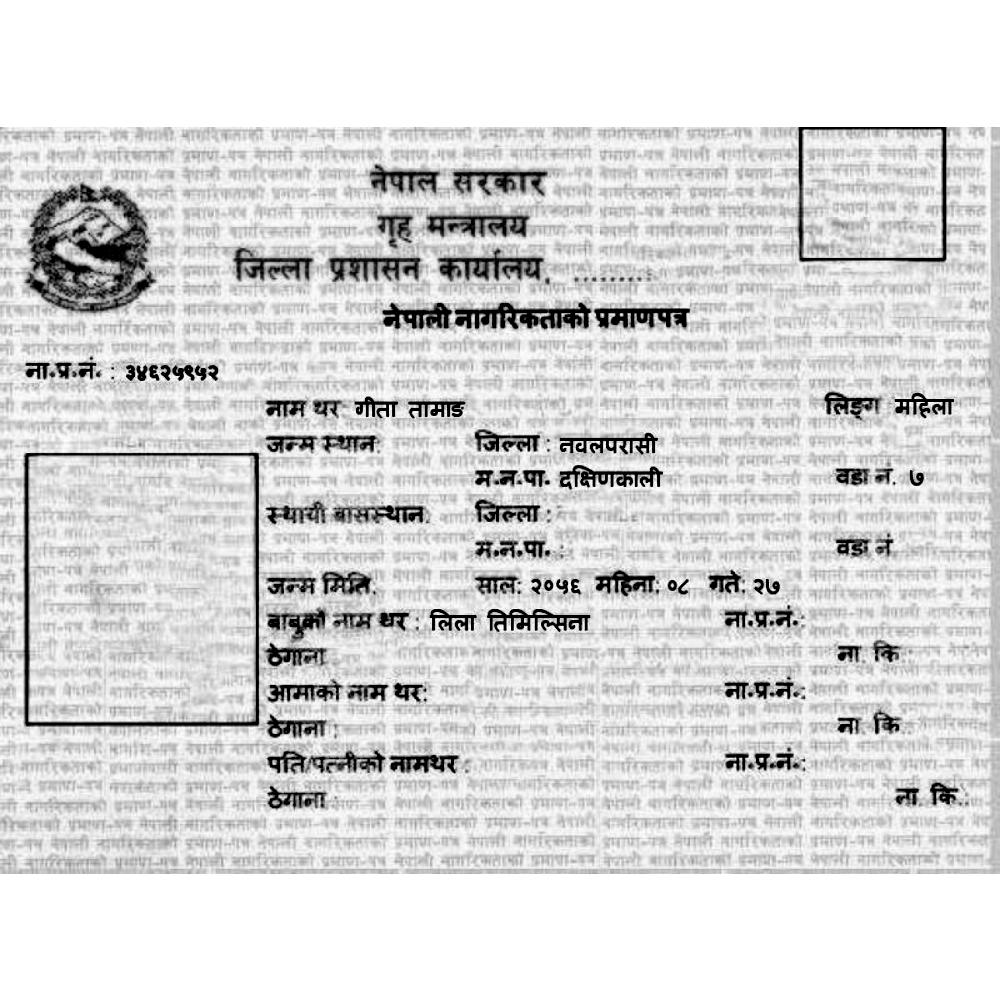 नेपाल सरकार
गृह मन्त्रालय
जिल्ला प्रशासन कार्यालय, .........
नेपाली नागरिकताको प्रमाणपत्र
ना.प्र.नं. : ३४६२५९५२
नाम थर: गीता तामाङ लिङ्ग महिला
जन्म स्थान: जिल्ला : नवलपरासी
म.न.पा. दक्षिणकाली वडा नं. ७
स्थायी बासस्थान: जिल्ला :
म.न.पा. : वडा नं.
जन्म मिति: साल: २०५६ महिना: ०८ गते: २७
बाबुको नाम थर : लिला तिमिल्सिना ना.प्र.नं.:
ठेगाना ना. कि.:
आमाको नाम थर: ना.प्र.नं.:
ठेगाना : ना. कि.:
पति/पत्नीको नामथर : ना.प्र.नं.:
ठेगाना : ना. कि.: